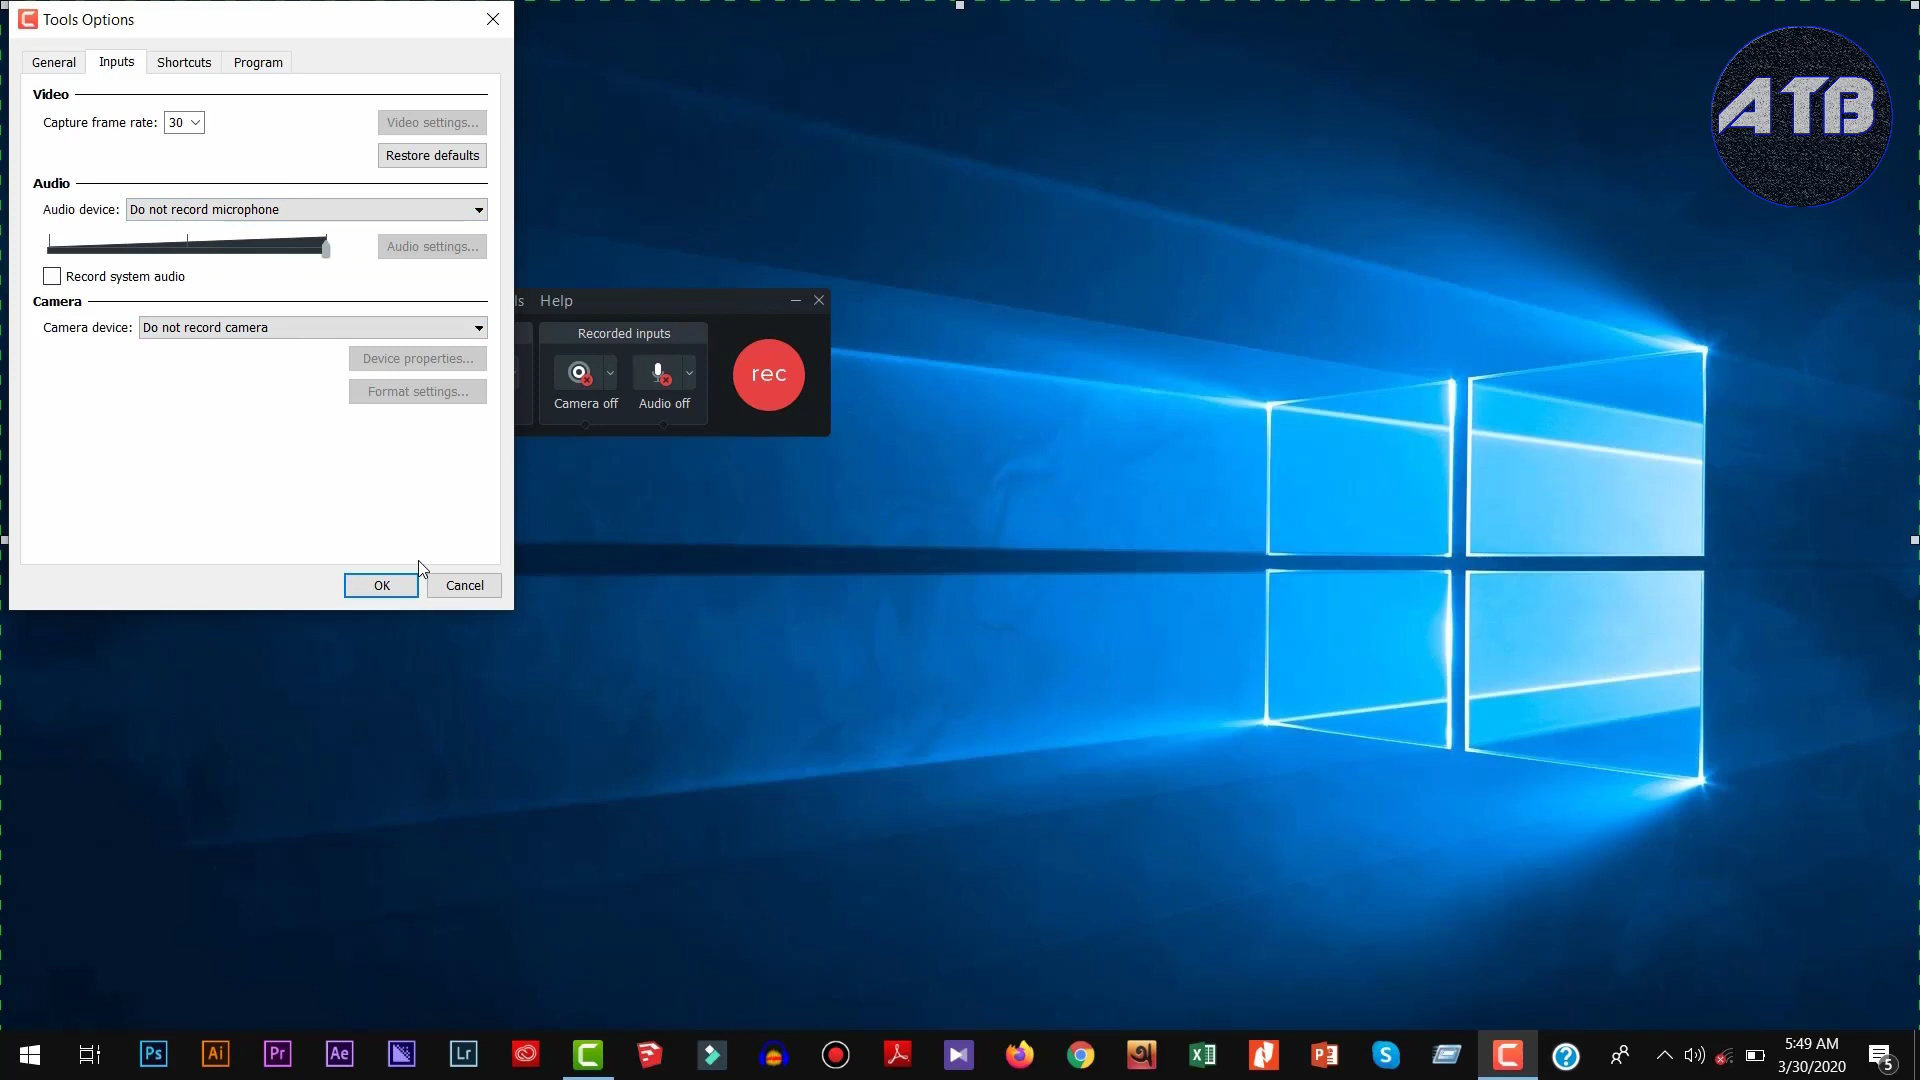 Tools Options
General Inputs Shortcuts Program
Video
Capture frame rate: 30 Video settings...
Restore defaults
Audio
Audio device: Do not record microphone
Audio settings...
Record system audio
Camera
Camera device: Do not record camera
Device properties...
Format settings...
OK Cancel
ls Help
Recorded inputs
rec
Camera off Audio off
ATB
Ps Ai Pr Ae Lr
5:49 AM
3/30/2020
5